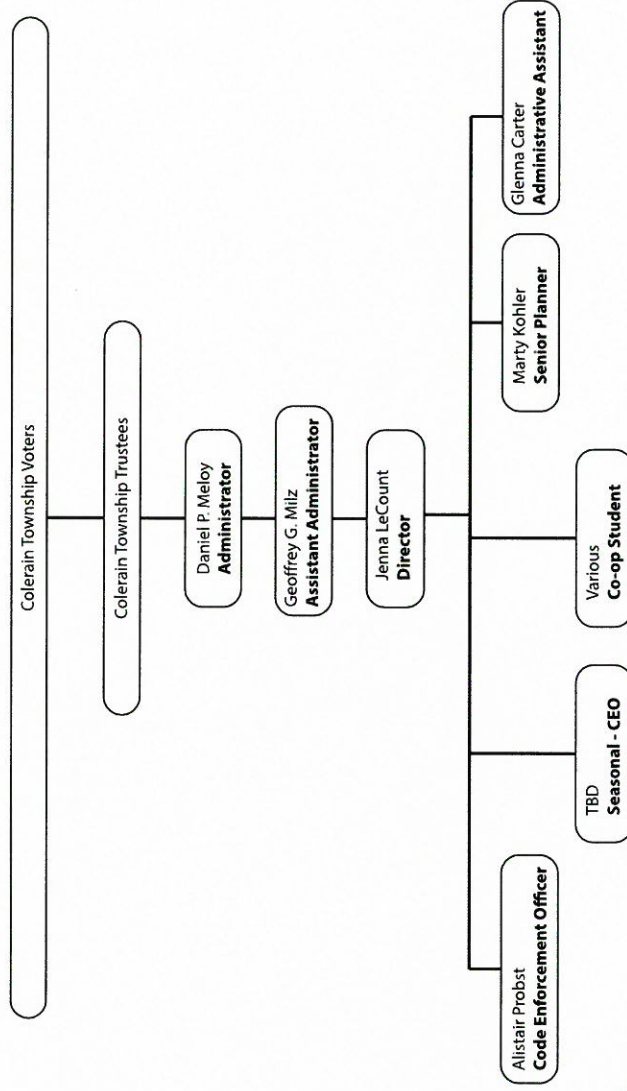 Colerain Township Voters
Colerain Township Trustees
Daniel P. Meloy
Administrator
Geoffrey G. Milz
Assistant Administrator
Jenna LeCount
Director
Alistair Probst
Code Enforcement Officer
TBD
Seasonal - CEO
Various
Co-op Student
Marty Kohler
Senior Planner
Glenna Carter
Administrative Assistant